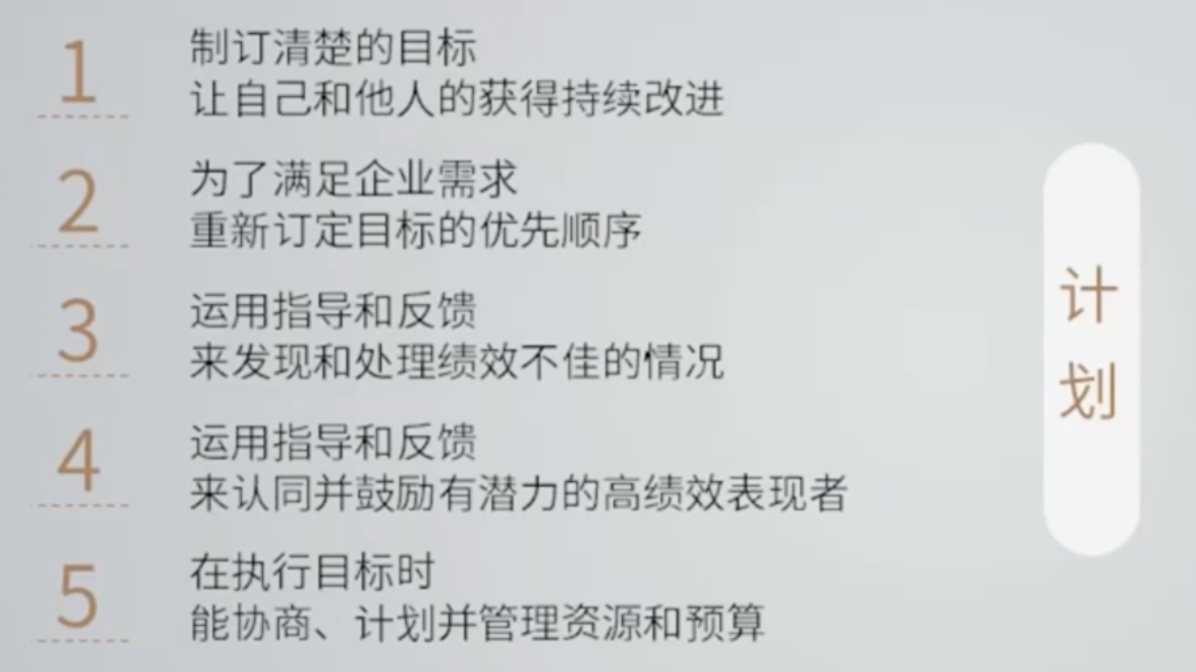 1
制订清楚的目标
让自己和他人的获得持续改进
2
为了满足企业需求
重新订定目标的优先顺序
3
运用指导和反馈
来发现和处理绩效不佳的情况
4
运用指导和反馈
来认同并鼓励有潜力的高绩效表现者
5
在执行目标时
能协商、计划并管理资源和预算
计划